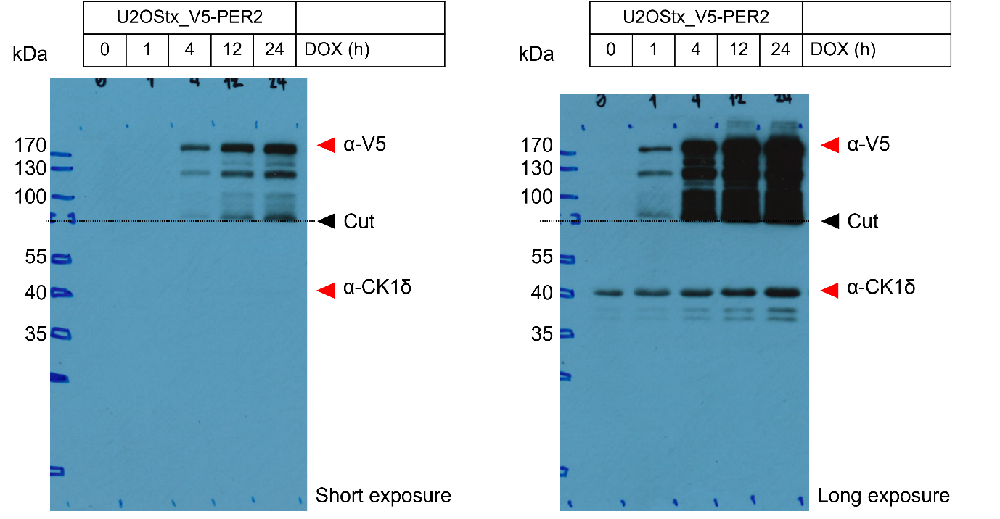 U2OStx_V5-PER2
kDa
0 1 4 12 24 DOX (h)
0 1 4 12 24
170
α-V5
130
100
Cut
55
40
α-CK1δ
35
Short exposure
U2OStx_V5-PER2
kDa
0 1 4 12 24 DOX (h)
0 1 4 12 24
170
α-V5
130
100
Cut
55
40
α-CK1δ
35
Long exposure